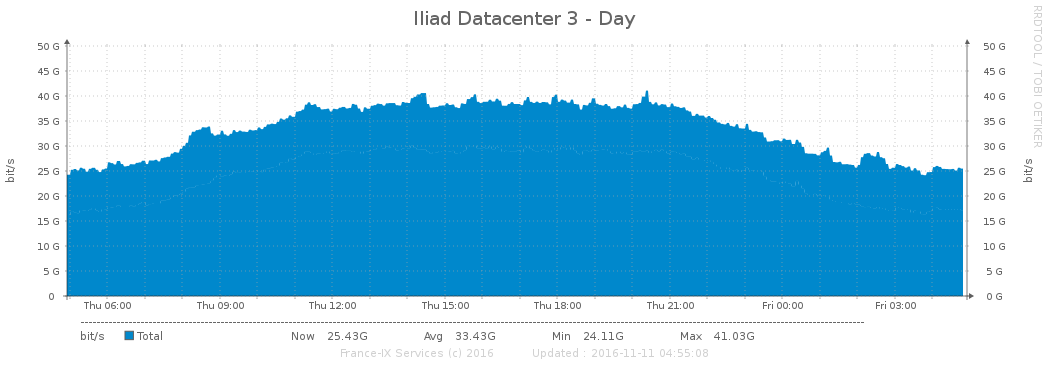 Iliad Datacenter 3 - Day
RRDTOOL / TOBI OETIKER
50 G 50 G
45 G 45 G
40 G 40 G
35 G 35 G
30 G 30 G
25 G 25 G
20 G 20 G
15 G 15 G
10 G 10 G
5 G 5 G
0 0 G
bit/s bit/s
Thu 06:00 Thu 09:00 Thu 12:00 Thu 15:00 Thu 18:00 Thu 21:00 Fri 00:00 Fri 03:00
bit/s Total Now 25.43G Avg 33.43G Min 24.11G Max 41.03G
France-IX Services (c) 2016 Updated : 2016-11-11 04:55:08